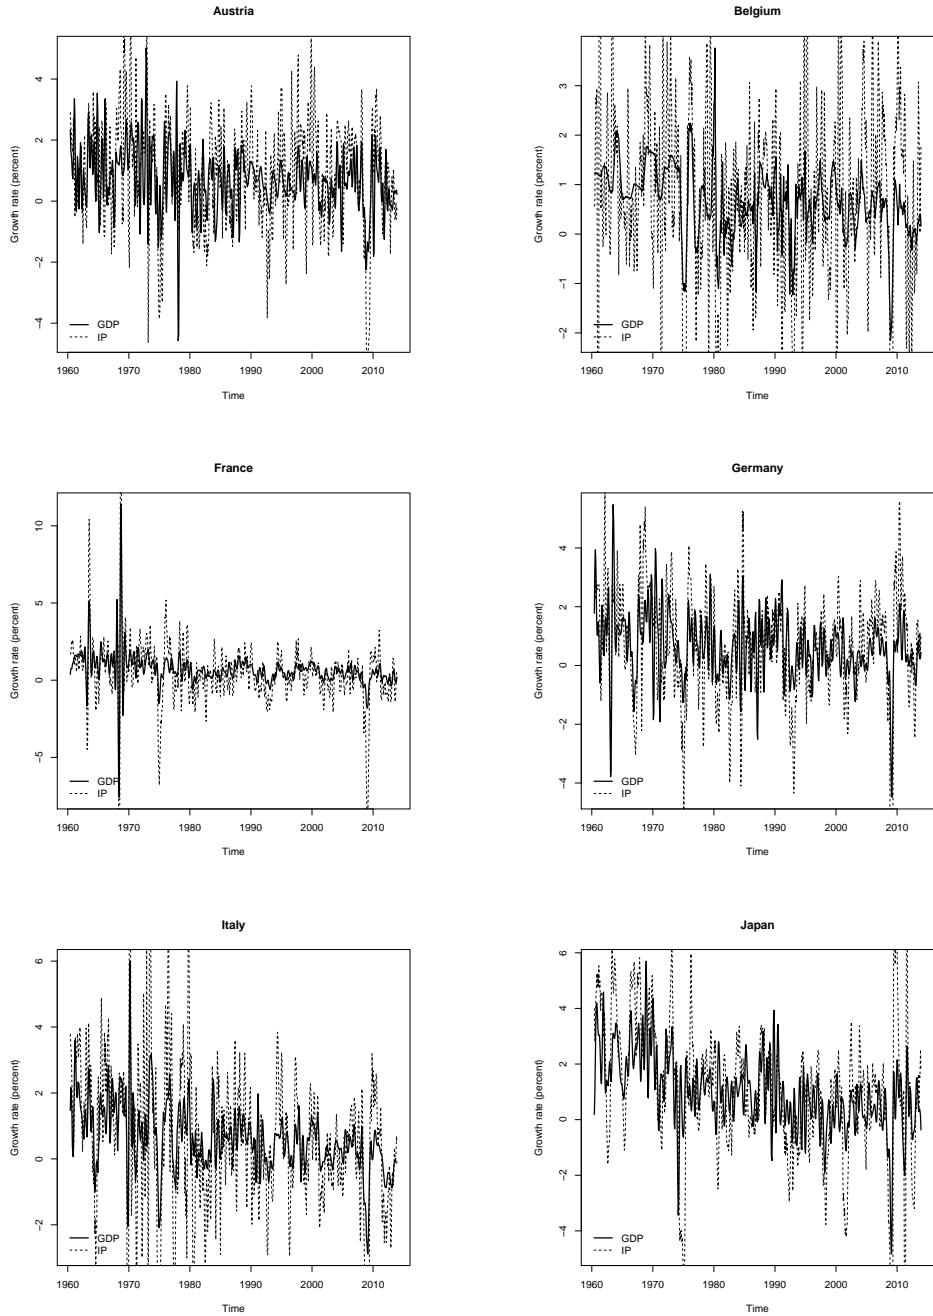 Austria
Growth rate (percent)
4
2
0
−2
−4
GDP
IP
1960 1970 1980 1990 2000 2010
Time
Belgium
Growth rate (percent)
3
2
1
0
−1
−2
GDP
IP
1960 1970 1980 1990 2000 2010
Time
France
Growth rate (percent)
10
5
0
−5
GDP
IP
1960 1970 1980 1990 2000 2010
Time
Germany
Growth rate (percent)
4
2
0
−2
−4
GDP
IP
1960 1970 1980 1990 2000 2010
Time
Italy
Growth rate (percent)
6
4
2
0
−2
GDP
IP
1960 1970 1980 1990 2000 2010
Time
Japan
Growth rate (percent)
6
4
2
0
−2
−4
GDP
IP
1960 1970 1980 1990 2000 2010
Time